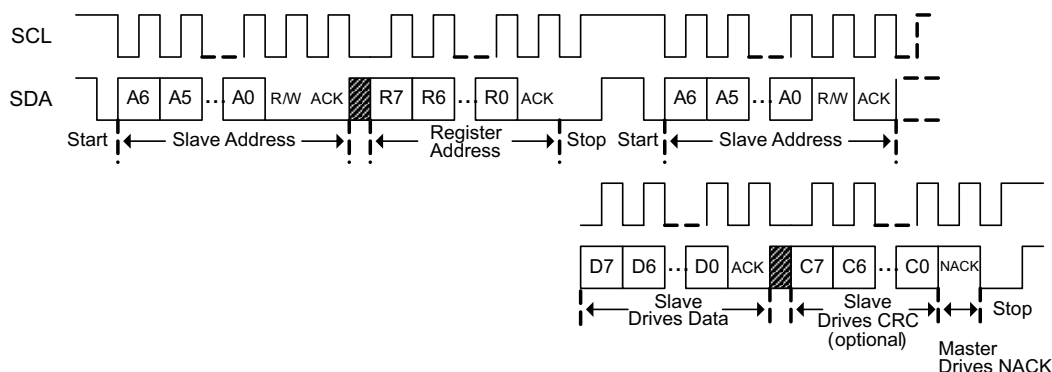 SCL
SDA
A6 A5 ... A0 R/W ACK R7 R6 ... R0 ACK A6 A5 ... A0 R/W ACK
Start Slave Address Register Address Stop Start Slave Address
D7 D6 ... D0 ACK C7 C6 ... C0 NACK
Slave Drives Data Slave Drives CRC (optional) Stop
Master Drives NACK